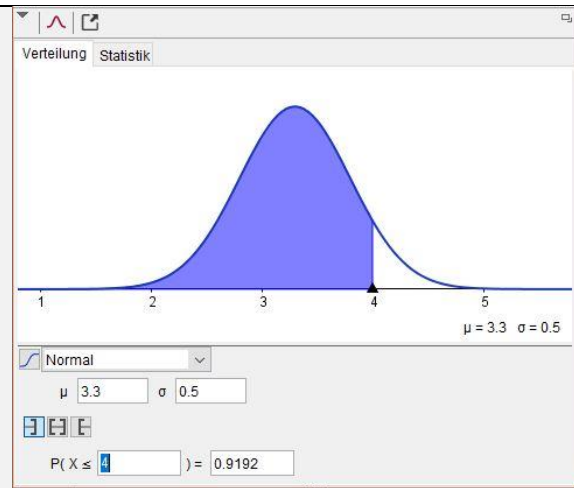 Verteilung Statistik
1 2 3 4 5
μ = 3.3 σ = 0.5
Normal
μ 3.3 σ 0.5
P( X ≤ 4 ) = 0.9192